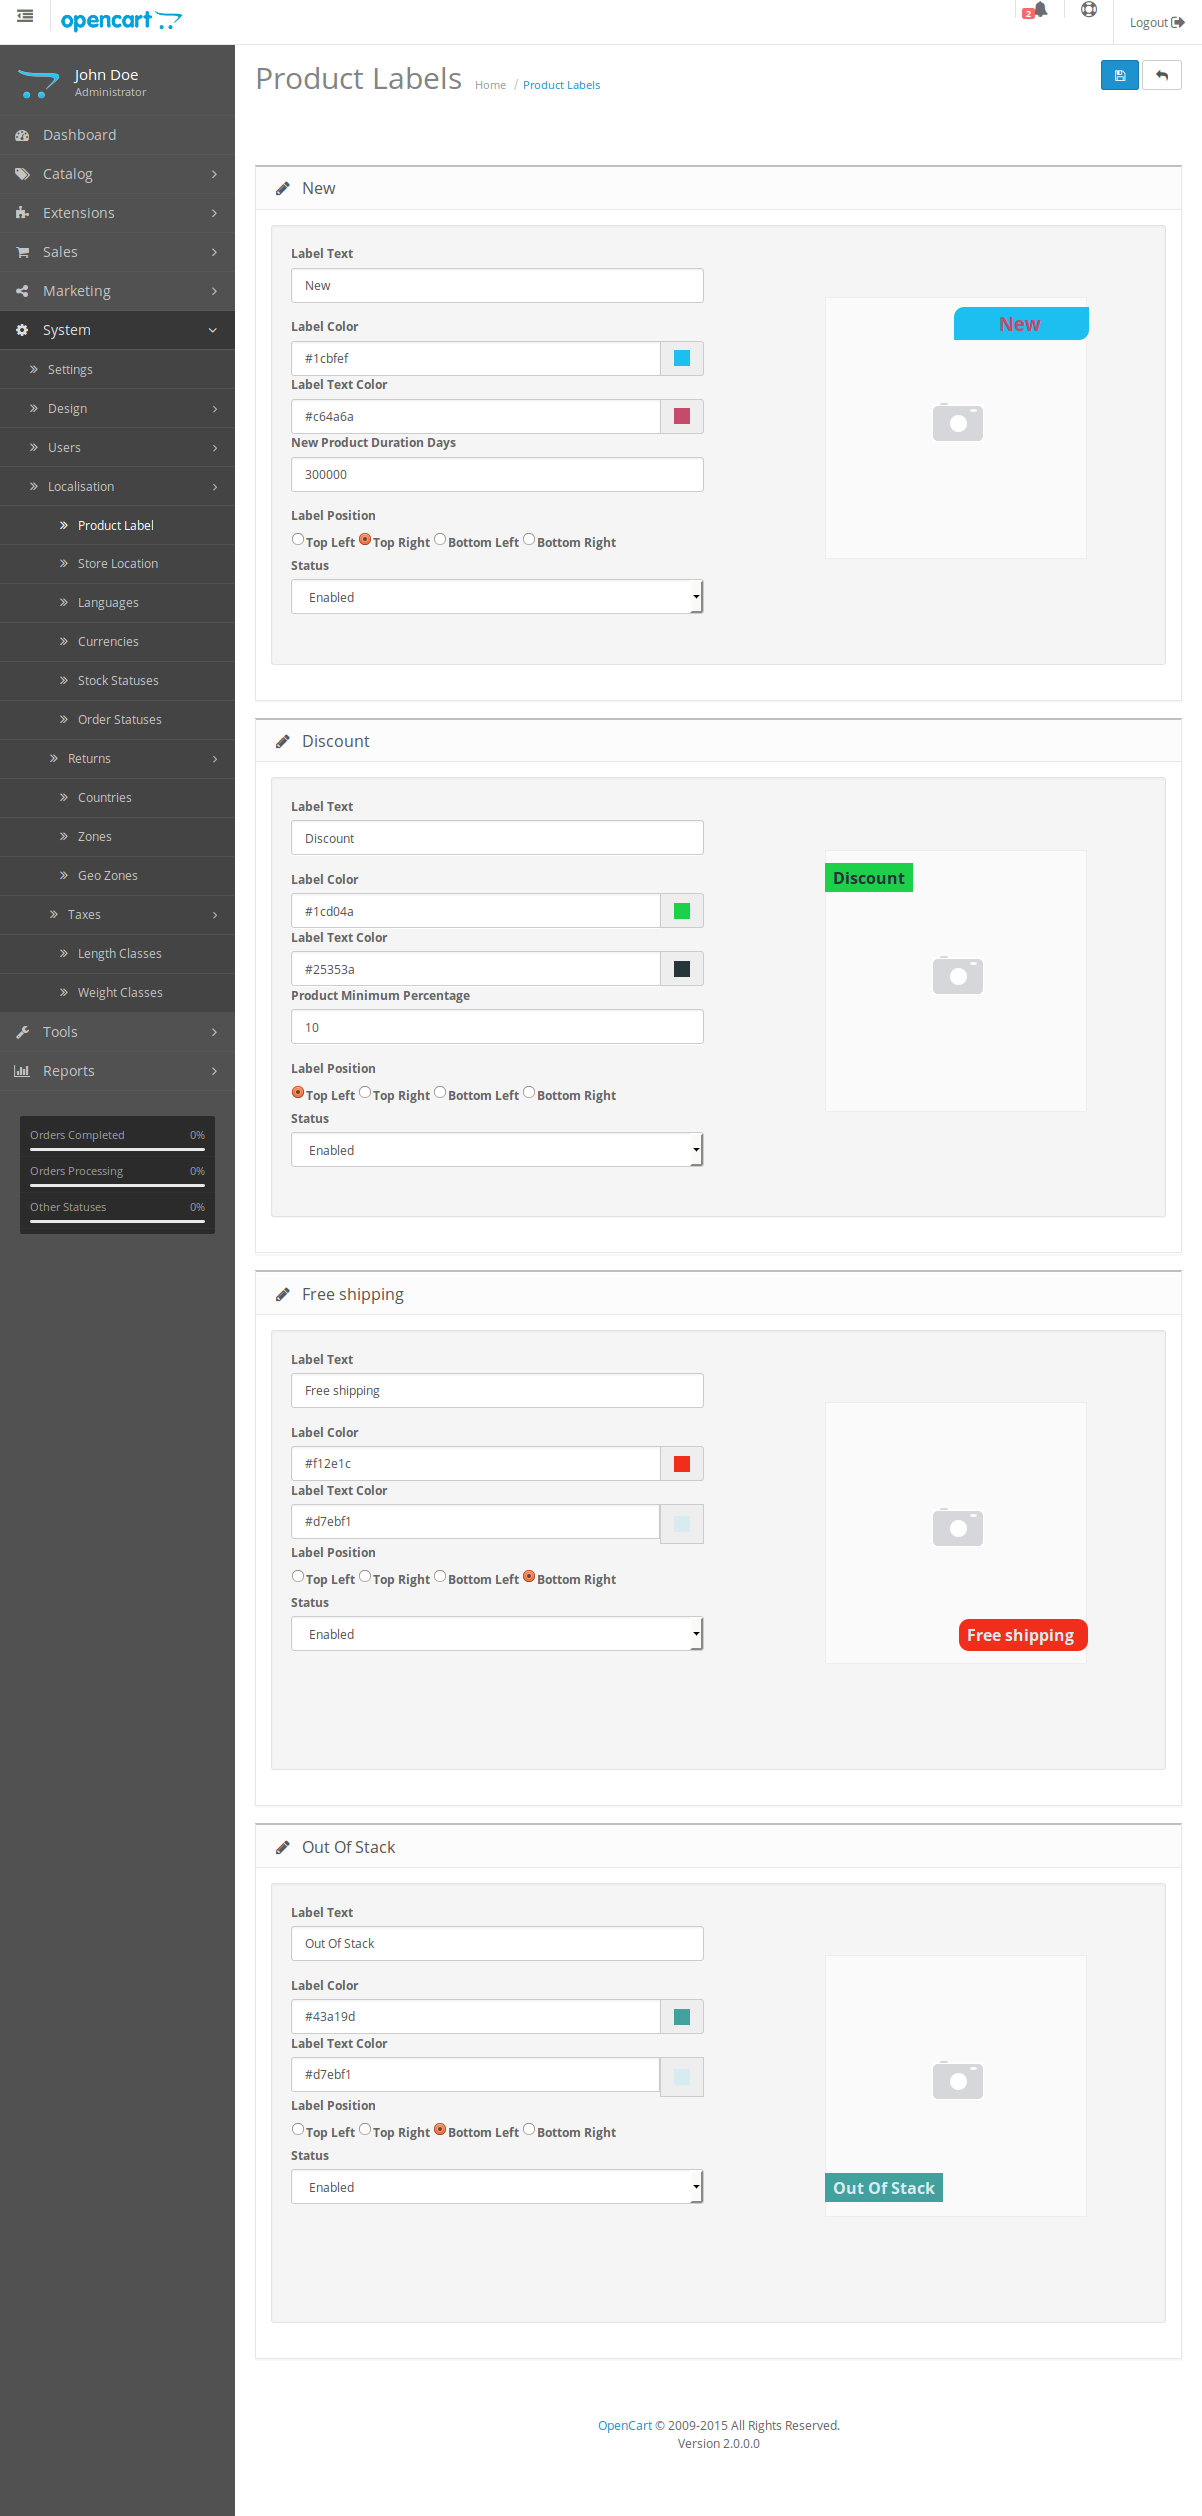 opencart
2
Logout
John Doe
Administrator
Dashboard
Catalog
Extensions
Sales
Marketing
System
Settings
Design
Users
Localisation
Product Label
Store Location
Languages
Currencies
Stock Statuses
Order Statuses
Returns
Countries
Zones
Geo Zones
Taxes
Length Classes
Weight Classes
Tools
Reports
Orders Completed 0%
Orders Processing 0%
Other Statuses 0%
Product Labels Home / Product Labels
New
Label Text
New
Label Color
#1cbfef
Label Text Color
#c64a6a
New Product Duration Days
300000
Label Position
Top Left Top Right Bottom Left Bottom Right
Status
Enabled
New
Discount
Label Text
Discount
Label Color
#1cd04a
Label Text Color
#25353a
Product Minimum Percentage
10
Label Position
Top Left Top Right Bottom Left Bottom Right
Status
Enabled
Discount
Free shipping
Label Text
Free shipping
Label Color
#f12e1c
Label Text Color
#d7ebf1
Label Position
Top Left Top Right Bottom Left Bottom Right
Status
Enabled
Free shipping
Out Of Stack
Label Text
Out Of Stack
Label Color
#43a19d
Label Text Color
#d7ebf1
Label Position
Top Left Top Right Bottom Left Bottom Right
Status
Enabled
Out Of Stack
OpenCart © 2009-2015 All Rights Reserved.
Version 2.0.0.0